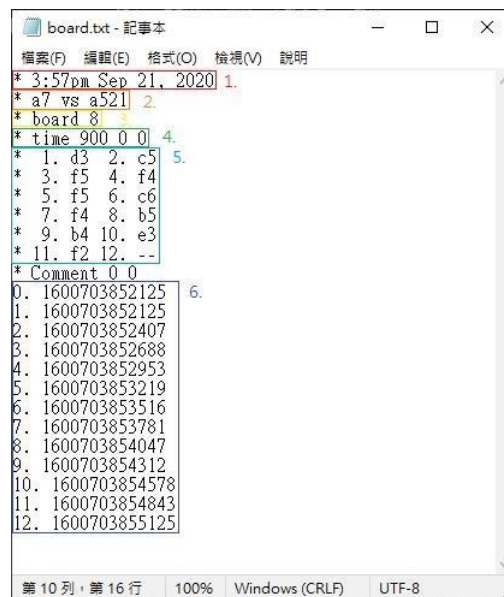 board.txt - 記事本
檔案(F) 編輯(E) 格式(O) 檢視(V) 說明
* 3:57pm Sep 21, 2020 1.
* a7 vs a521 2.
* board 8 3.
* time 900 0 0 4.
* 1. d3 2. c5 5.
* 3. f5 4. f4
* 5. f5 6. c6
* 7. f4 8. b5
* 9. b4 10. e3
* 11. f2 12. --
* Comment 0 0
0. 1600703852125 6.
1. 1600703852125
2. 1600703852407
3. 1600703852688
4. 1600703852953
5. 1600703853219
6. 1600703853516
7. 1600703853781
8. 1600703854047
9. 1600703854312
10. 1600703854578
11. 1600703854843
12. 1600703855125
第 10 列，第 16 行 100% Windows (CRLF) UTF-8